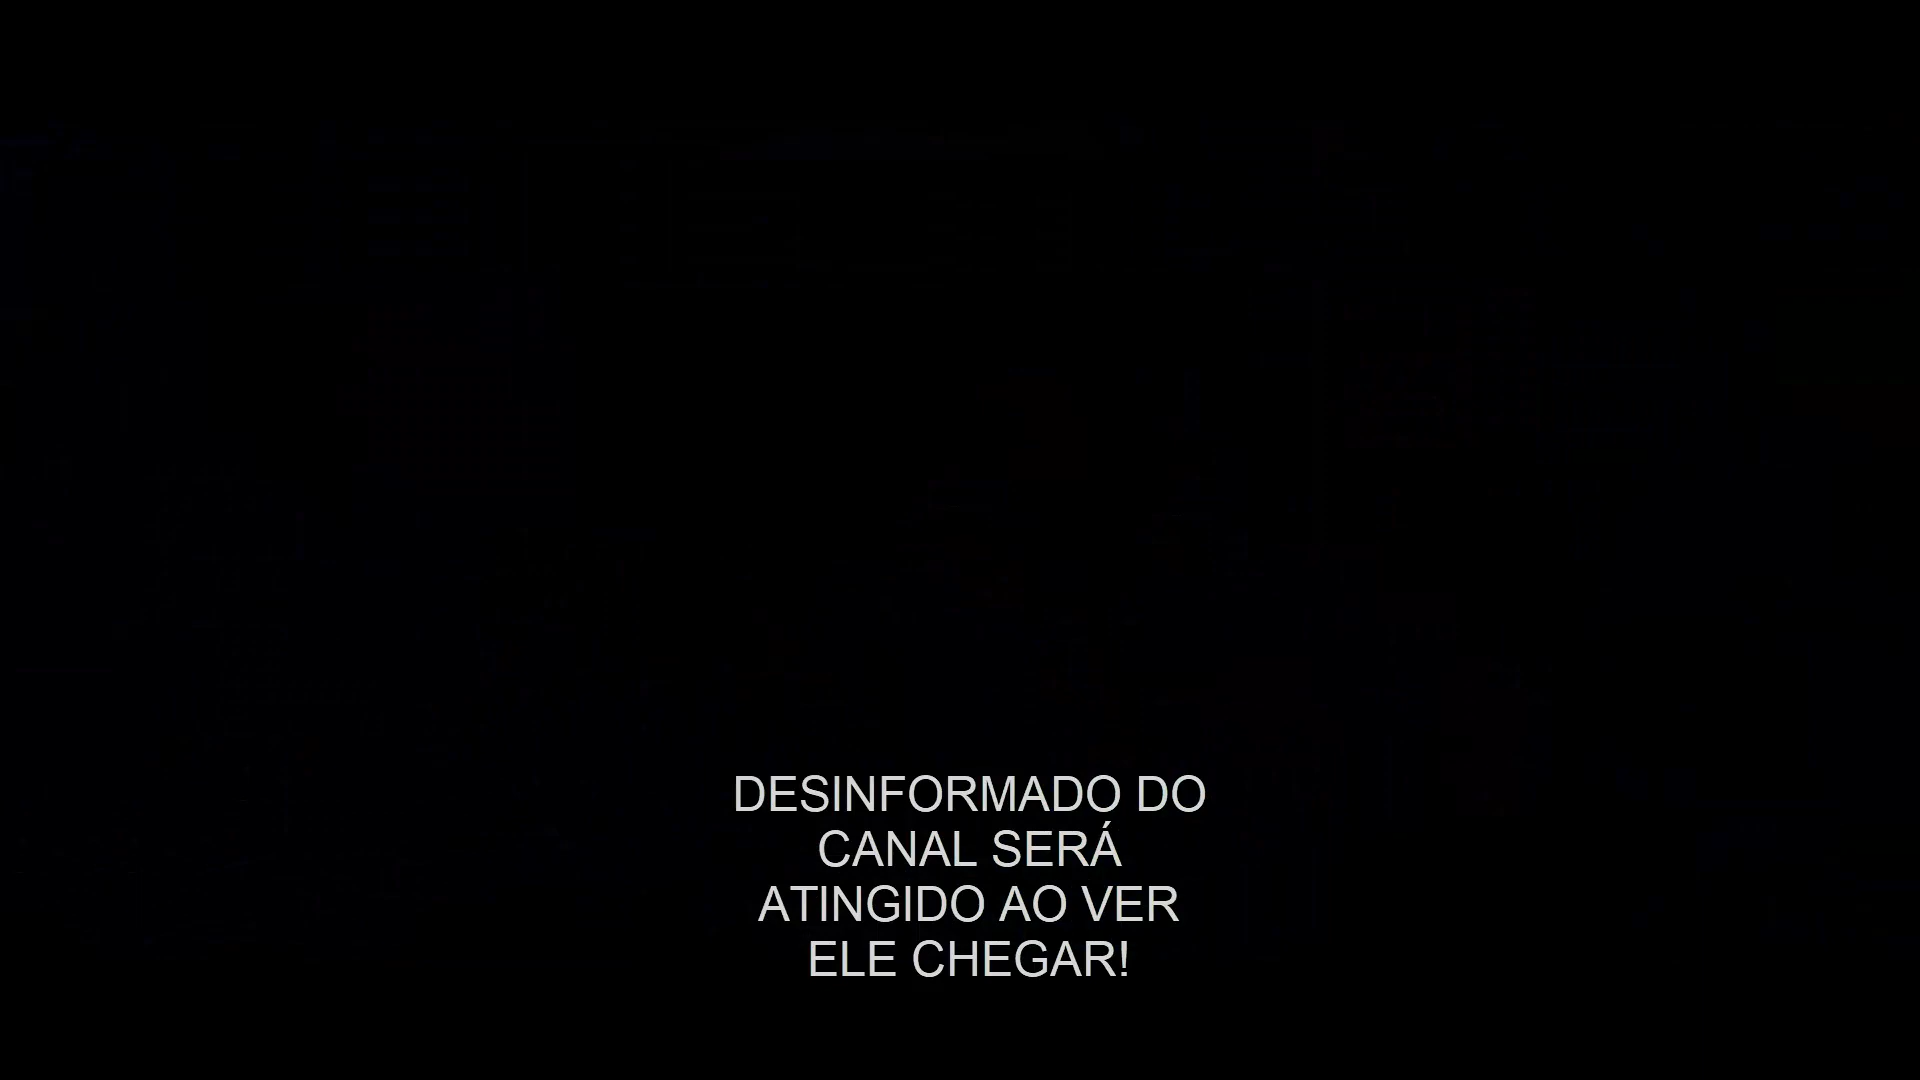 DESINFORMADO DO
CANAL SERÁ
ATINGIDO AO VER
ELE CHEGAR!